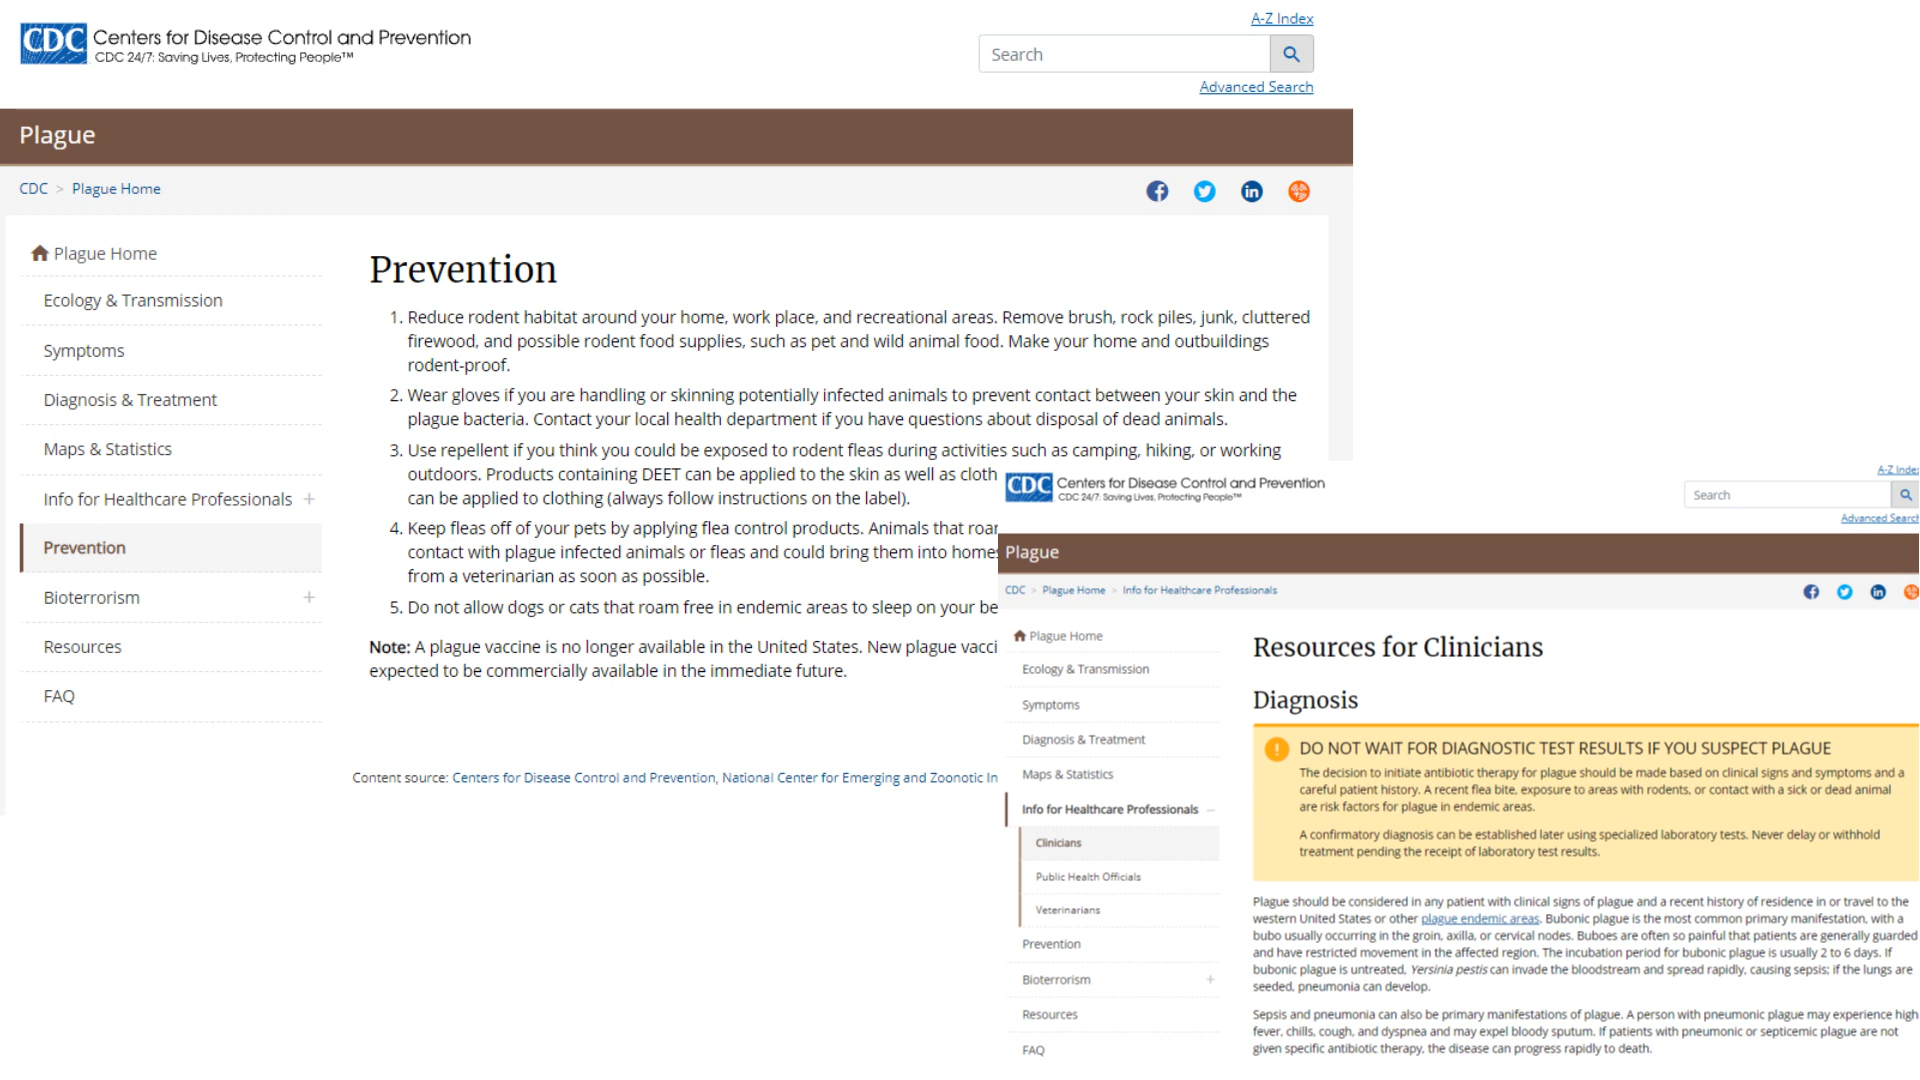 CDC Centers for Disease Control and Prevention
CDC 24/7: Saving Lives, Protecting People™
A-Z Index
Search
Advanced Search
Plague
CDC > Plague Home
Plague Home
Ecology & Transmission
Symptoms
Diagnosis & Treatment
Maps & Statistics
Info for Healthcare Professionals +
Prevention
Bioterrorism +
Resources
FAQ
Prevention
1. Reduce rodent habitat around your home, work place, and recreational areas. Remove brush, rock piles, junk, cluttered
firewood, and possible rodent food supplies, such as pet and wild animal food. Make your home and outbuildings
rodent-proof.
2. Wear gloves if you are handling or skinning potentially infected animals to prevent contact between your skin and the
plague bacteria. Contact your local health department if you have questions about disposal of dead animals.
3. Use repellent if you think you could be exposed to rodent fleas during activities such as camping, hiking, or working
outdoors. Products containing DEET can be applied to the skin as well as cloth
can be applied to clothing (always follow instructions on the label).
4. Keep fleas off of your pets by applying flea control products. Animals that roar
contact with plague infected animals or fleas and could bring them into home
from a veterinarian as soon as possible.
5. Do not allow dogs or cats that roam free in endemic areas to sleep on your be
Note: A plague vaccine is no longer available in the United States. New plague vacci
expected to be commercially available in the immediate future.
Content source: Centers for Disease Control and Prevention, National Center for Emerging and Zoonotic In
CDC Centers for Disease Control and Prevention
CDC 24/7: Saving Lives, Protecting People™
A-Z Index
Search
Advanced Search
Plague
CDC > Plague Home > Info for Healthcare Professionals
Plague Home
Ecology & Transmission
Symptoms
Diagnosis & Treatment
Maps & Statistics
Info for Healthcare Professionals −
Clinicians
Public Health Officials
Veterinarians
Prevention
Bioterrorism +
Resources
FAQ
Resources for Clinicians
Diagnosis
DO NOT WAIT FOR DIAGNOSTIC TEST RESULTS IF YOU SUSPECT PLAGUE
The decision to initiate antibiotic therapy for plague should be made based on clinical signs and symptoms and a
careful patient history. A recent flea bite, exposure to areas with rodents, or contact with a sick or dead animal
are risk factors for plague in endemic areas.
A confirmatory diagnosis can be established later using specialized laboratory tests. Never delay or withhold
treatment pending the receipt of laboratory test results.
Plague should be considered in any patient with clinical signs of plague and a recent history of residence in or travel to the
western United States or other plague endemic areas. Bubonic plague is the most common primary manifestation, with a
bubo usually occurring in the groin, axilla, or cervical nodes. Buboes are often so painful that patients are generally guarded
and have restricted movement in the affected region. The incubation period for bubonic plague is usually 2 to 6 days. If
bubonic plague is untreated, Yersinia pestis can invade the bloodstream and spread rapidly, causing sepsis; if the lungs are
seeded, pneumonia can develop.
Sepsis and pneumonia can also be primary manifestations of plague. A person with pneumonic plague may experience high
fever, chills, cough, and dyspnea and may expel bloody sputum. If patients with pneumonic or septicemic plague are not
given specific antibiotic therapy, the disease can progress rapidly to death.